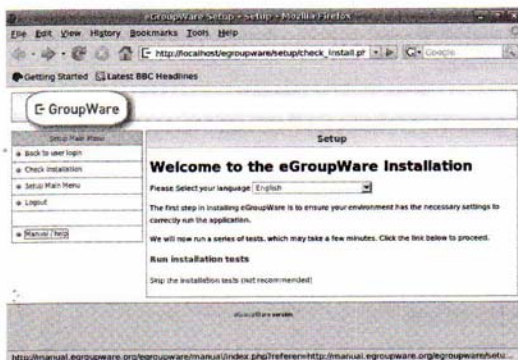 eGroupWare Setup - Setup - Mozilla Firefox
File Edit View History Bookmarks Tools Help
http://localhost/egroupware/setup/check_install.pl
Google
Getting Started Latest BBC Headlines
GroupWare
Setup Main Menu
Back to user login
Check Installation
Setup Main Menu
Logout
Manual / help
Setup
Welcome to the eGroupWare Installation
Please Select your language English
The first step in installing eGroupWare is to ensure your environment has the necessary settings to
correctly run the application.
We will now run a series of tests, which may take a few minutes. Click the link below to proceed.
Run installation tests
Skip the installation tests (not recommended)
eGroupWare version
http://manual.egroupware.org/egroupware/manual/index.php?referer=http://manual.egroupware.org/egroupware/setu...